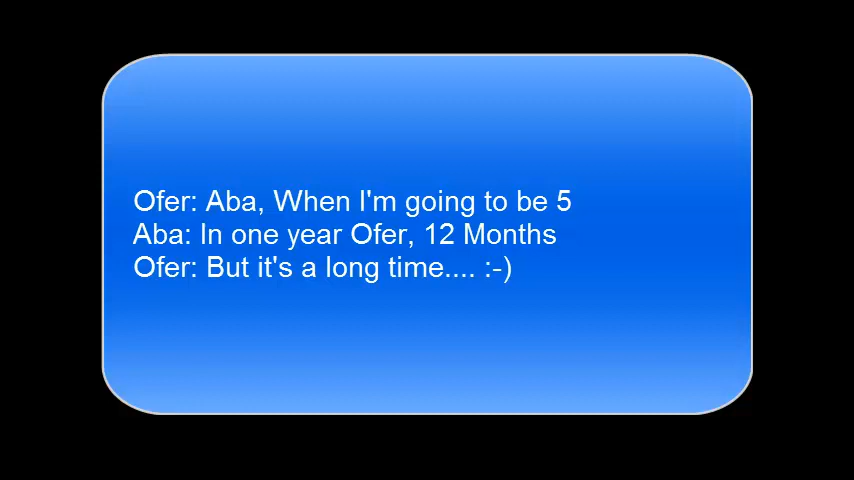 Ofer: Aba, When I'm going to be 5
Aba: In one year Ofer, 12 Months
Ofer: But it's a long time.... :-)